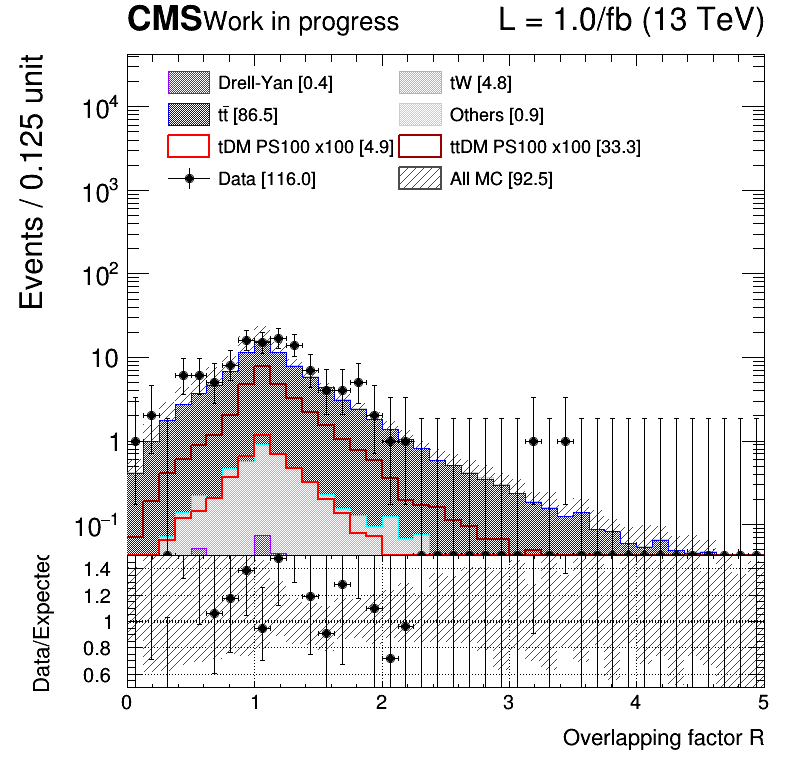 CMS Work in progress L = 1.0/fb (13 TeV)
Events / 0.125 unit
Drell-Yan [0.4] tW [4.8]
tt̄ [86.5] Others [0.9]
tDM PS100 x100 [4.9] ttDM PS100 x100 [33.3]
Data [116.0] All MC [92.5]
10⁴
10³
10²
10
1
10⁻¹
Data/Expected
1.4
1.2
1
0.8
0.6
0 1 2 3 4 5
Overlapping factor R